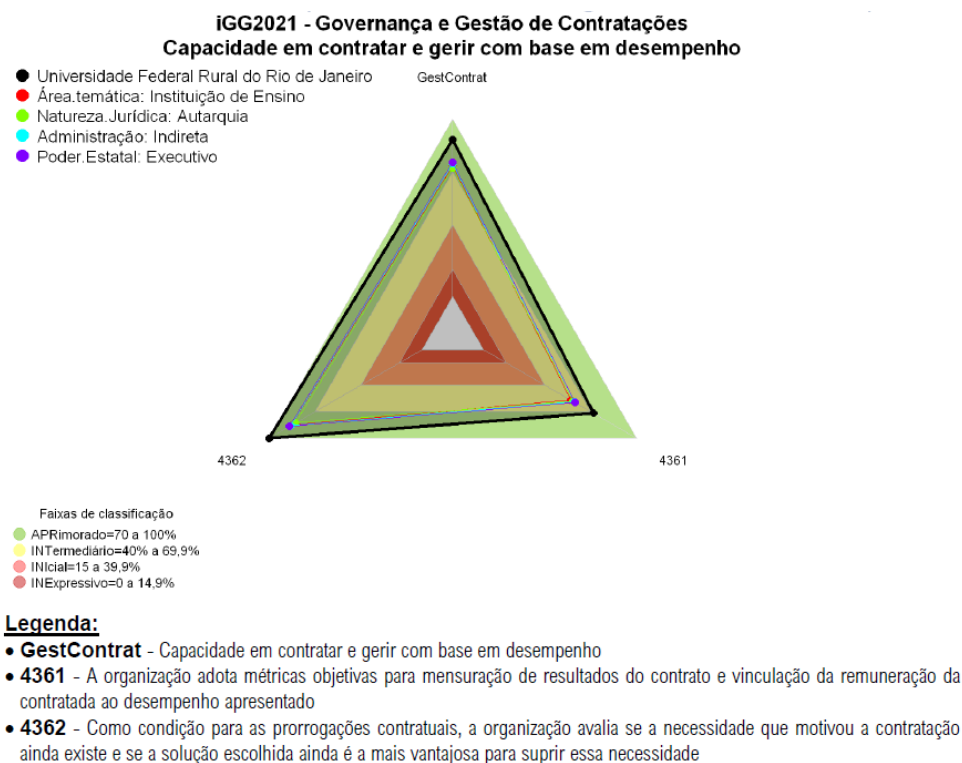 iGG2021 - Governança e Gestão de Contratações
Capacidade em contratar e gerir com base em desempenho
Universidade Federal Rural do Rio de Janeiro
Área.temática: Instituição de Ensino
Natureza.Jurídica: Autarquia
Administração: Indireta
Poder.Estatal: Executivo
GestContrat
4362
4361
Faixas de classificação
APRimorado=70 a 100%
INTermediário=40% a 69,9%
INIcial=15 a 39,9%
INExpressivo=0 a 14,9%
Legenda:
• GestContrat - Capacidade em contratar e gerir com base em desempenho
• 4361 - A organização adota métricas objetivas para mensuração de resultados do contrato e vinculação da remuneração da
contratada ao desempenho apresentado
• 4362 - Como condição para as prorrogações contratuais, a organização avalia se a necessidade que motivou a contratação
ainda existe e se a solução escolhida ainda é a mais vantajosa para suprir essa necessidade